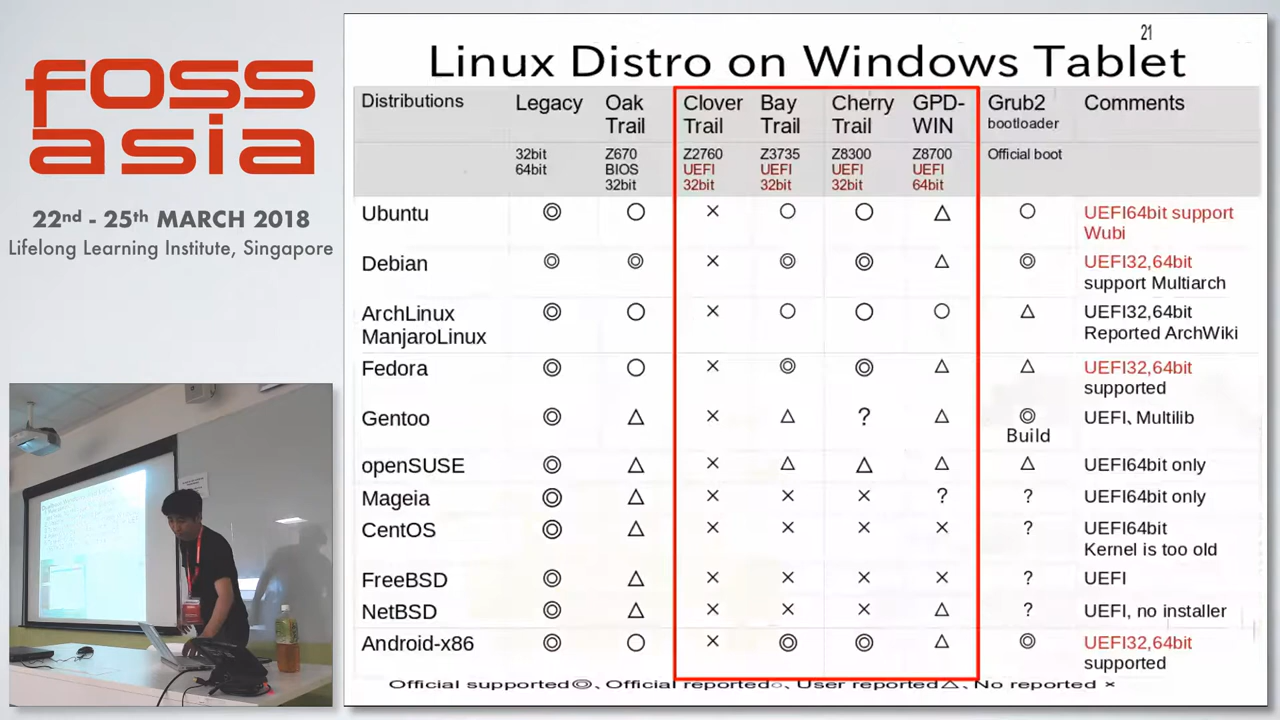 foss
asia
22nd - 25th MARCH 2018
Lifelong Learning Institute, Singapore
21
Linux Distro on Windows Tablet
Distributions Legacy Oak Trail Clover Trail Bay Trail Cherry Trail GPD-WIN Grub2 bootloader Comments
32bit 64bit Z670 BIOS 32bit Z2760 UEFI 32bit Z3735 UEFI 32bit Z8300 UEFI 32bit Z8700 UEFI 64bit Official boot
Ubuntu ◎ ○ × ○ ○ △ ○ UEFI64bit support
Wubi
Debian ◎ ◎ × ◎ ◎ △ ◎ UEFI32,64bit
support Multiarch
ArchLinux ◎ ○ × ○ ○ ○ △ UEFI32,64bit
ManjaroLinux Reported ArchWiki
Fedora ◎ ○ × ◎ ◎ △ △ UEFI32,64bit
supported
Gentoo ◎ △ × △ ? △ ◎ UEFI、Multilib
Build
openSUSE ◎ △ × △ △ △ △ UEFI64bit only
Mageia ◎ △ × × × ? ? UEFI64bit only
CentOS ◎ △ × × × × ? UEFI64bit
Kernel is too old
FreeBSD ◎ △ × × × × ? UEFI
NetBSD ◎ △ × × × △ ? UEFI, no installer
Android-x86 ◎ ○ × ◎ ◎ △ ◎ UEFI32,64bit
supported
Official supported◎、Official reported○、User reported△、No reported ×